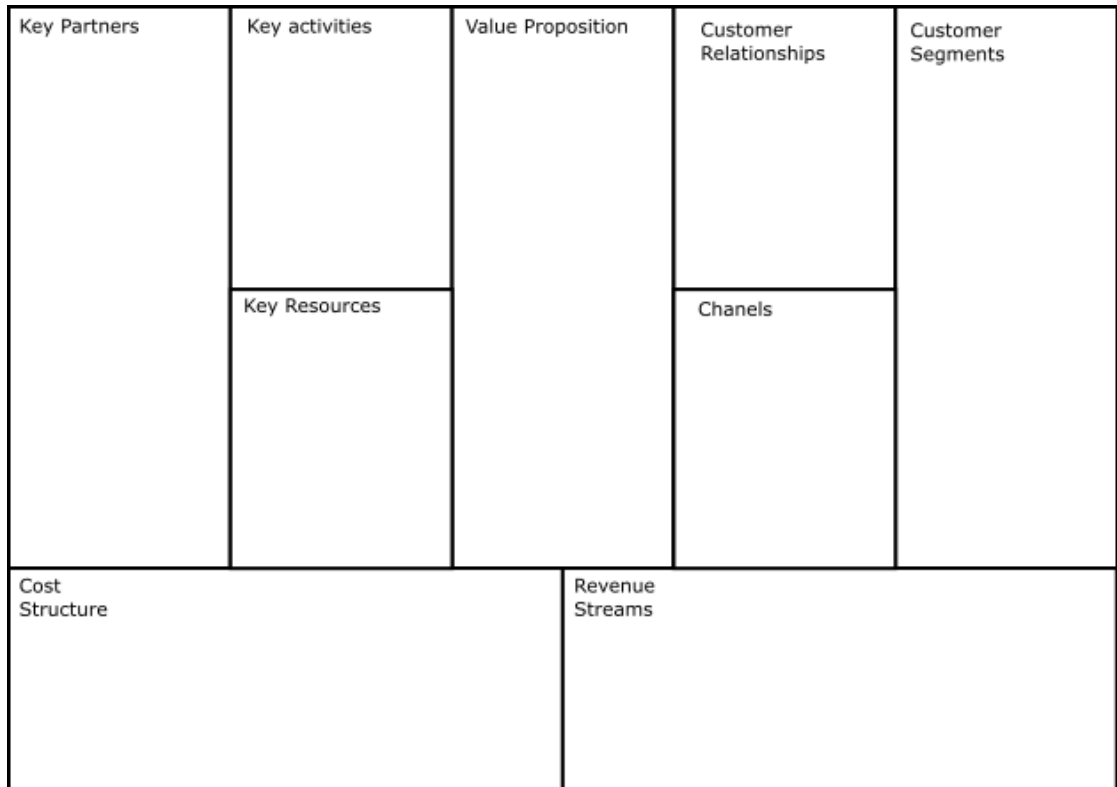 Key Partners
Key activities
Value Proposition
Customer
Relationships
Customer
Segments
Key Resources
Chanels
Cost
Structure
Revenue
Streams